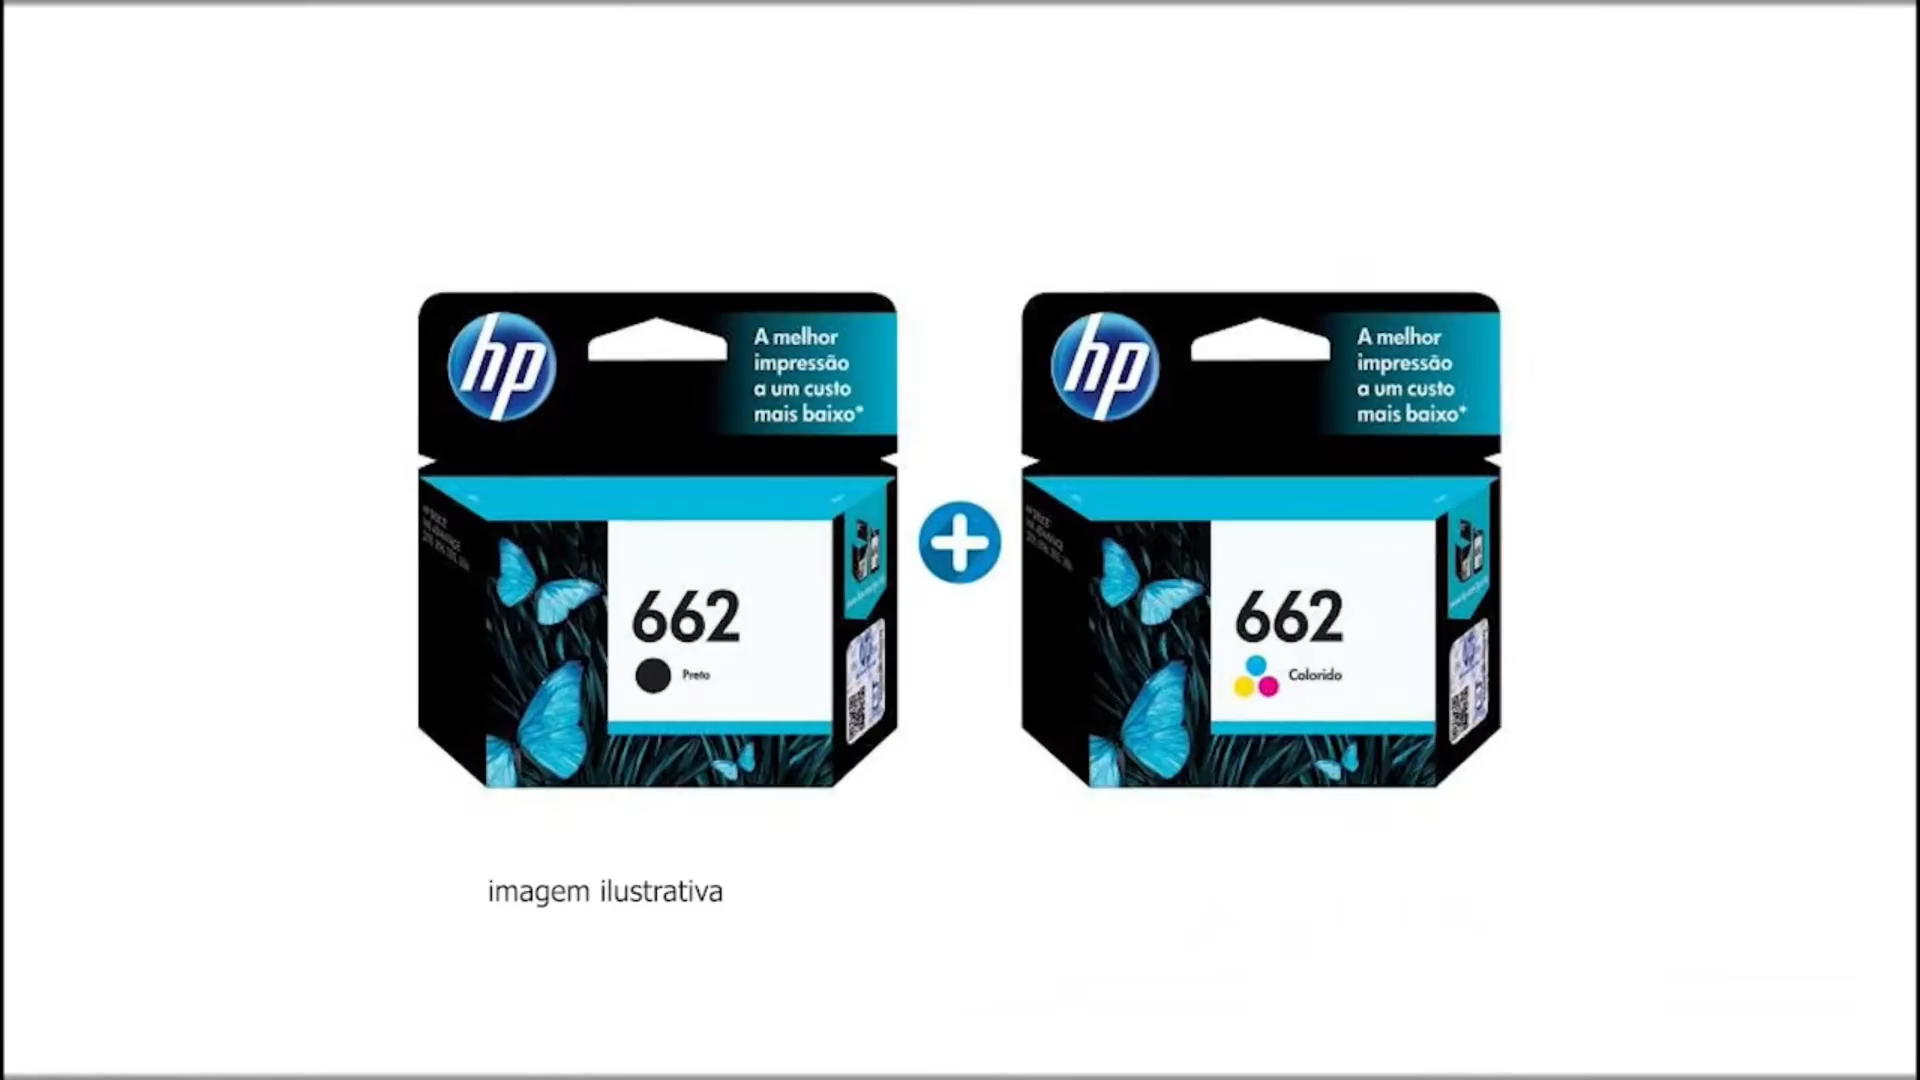 hp
A melhor
impressão
a um custo
mais baixo*
662
Preto
hp
A melhor
impressão
a um custo
mais baixo*
662
Colorido
imagem ilustrativa